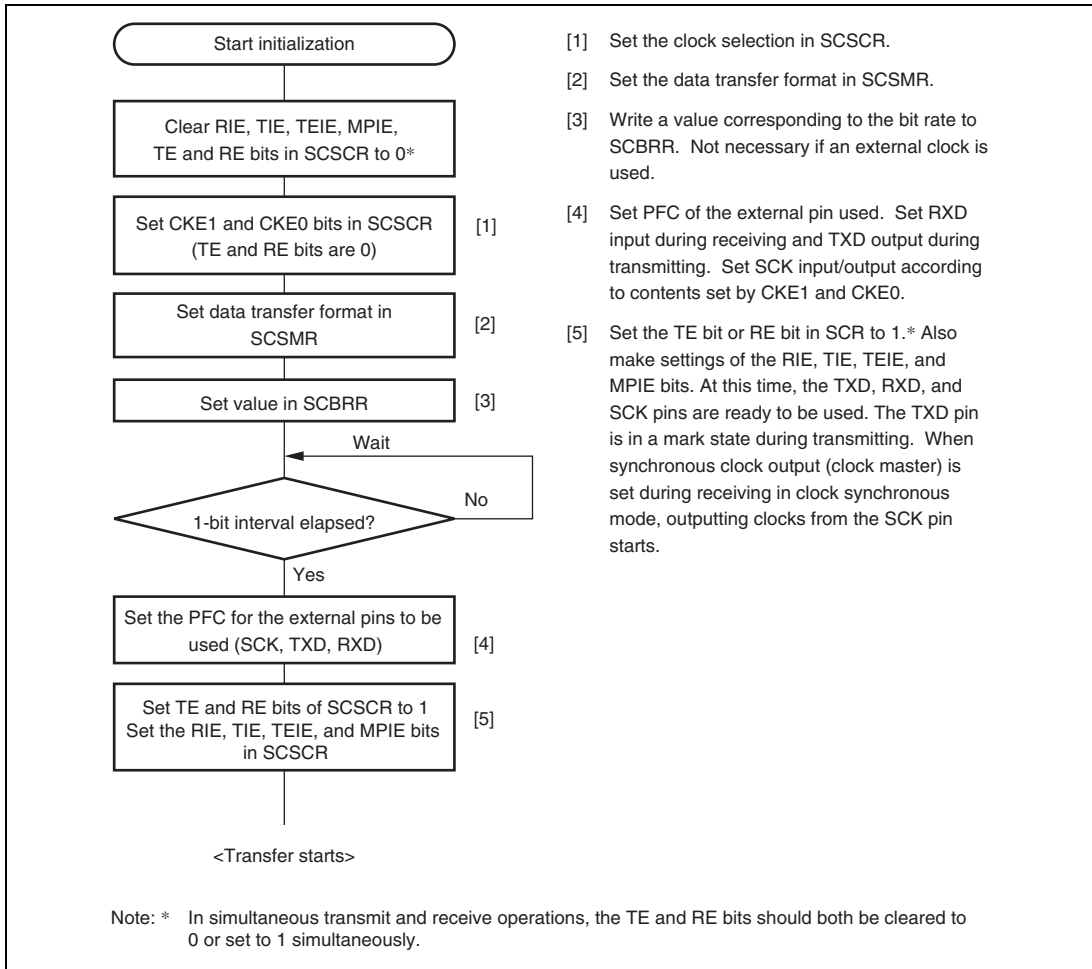 Start initialization
Clear RIE, TIE, TEIE, MPIE,
TE and RE bits in SCSCR to 0*
Set CKE1 and CKE0 bits in SCSCR
(TE and RE bits are 0)
[1]
Set data transfer format in
SCSMR
[2]
Set value in SCBRR
[3]
Wait
No
1-bit interval elapsed?
Yes
Set the PFC for the external pins to be
used (SCK, TXD, RXD)
[4]
Set TE and RE bits of SCSCR to 1
Set the RIE, TIE, TEIE, and MPIE bits
in SCSCR
[5]
<Transfer starts>
[1] Set the clock selection in SCSCR.
[2] Set the data transfer format in SCSMR.
[3] Write a value corresponding to the bit rate to
SCBRR. Not necessary if an external clock is
used.
[4] Set PFC of the external pin used. Set RXD
input during receiving and TXD output during
transmitting. Set SCK input/output according
to contents set by CKE1 and CKE0.
[5] Set the TE bit or RE bit in SCR to 1.* Also
make settings of the RIE, TIE, TEIE, and
MPIE bits. At this time, the TXD, RXD, and
SCK pins are ready to be used. The TXD pin
is in a mark state during transmitting. When
synchronous clock output (clock master) is
set during receiving in clock synchronous
mode, outputting clocks from the SCK pin
starts.
Note: * In simultaneous transmit and receive operations, the TE and RE bits should both be cleared to
0 or set to 1 simultaneously.